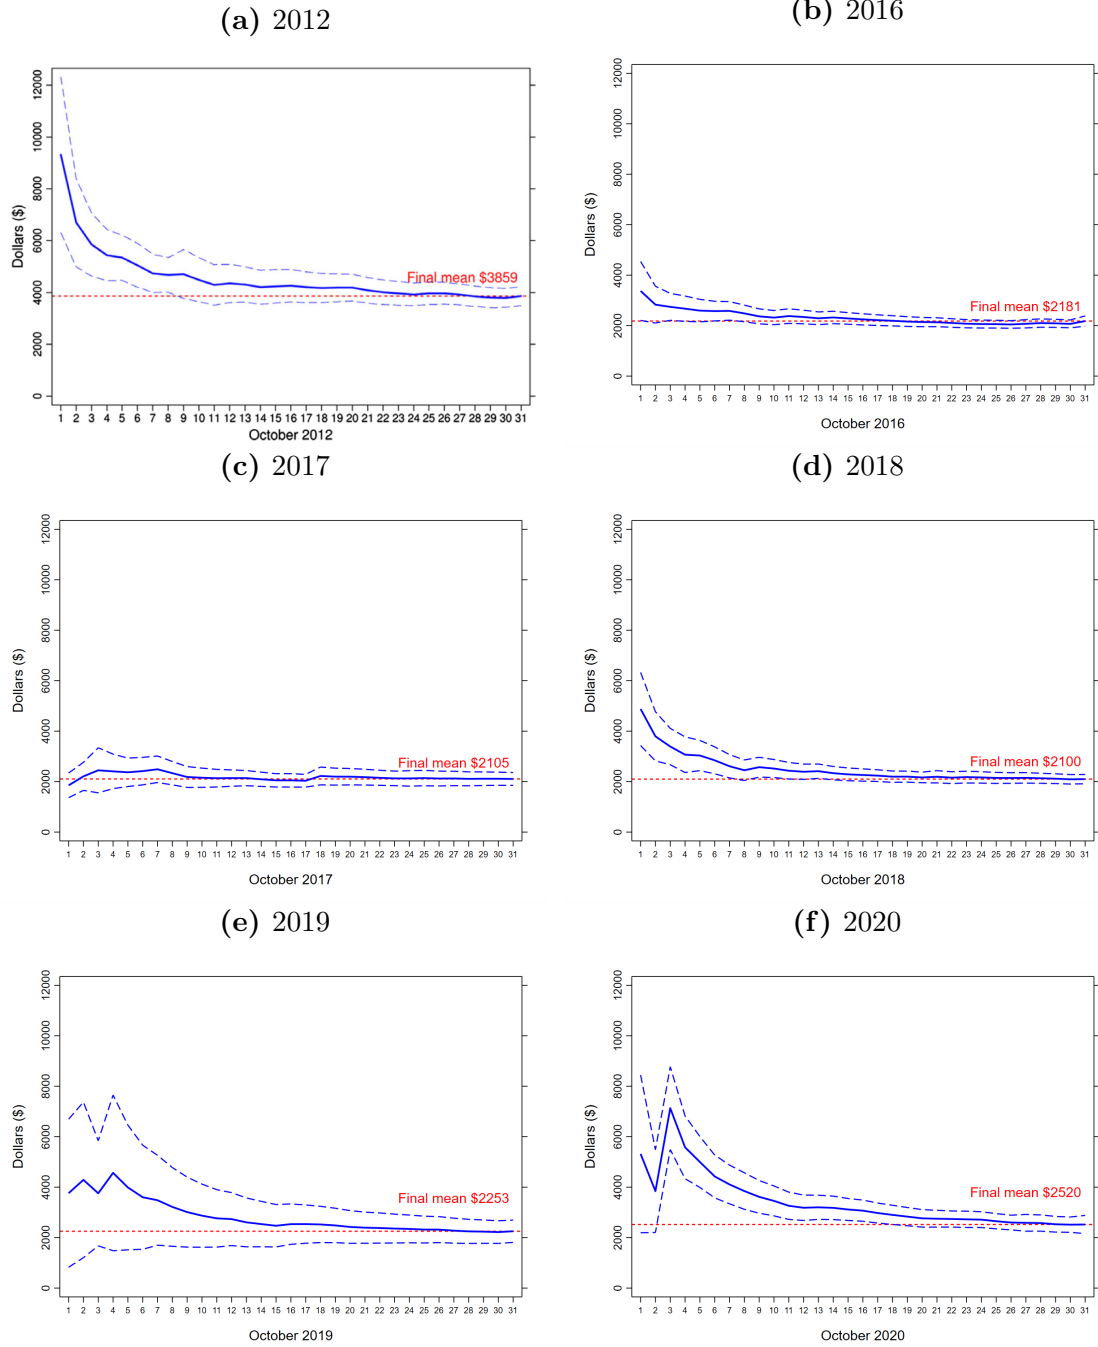 (a) 2012
12000
10000
8000
6000
4000
2000
0
Dollars ($)
Final mean $3859
1 2 3 4 5 6 7 8 9 10 11 12 13 14 15 16 17 18 19 20 21 22 23 24 25 26 27 28 29 30 31
October 2012
(b) 2016
12000
10000
8000
6000
4000
2000
0
Dollars ($)
Final mean $2181
1 2 3 4 5 6 7 8 9 10 11 12 13 14 15 16 17 18 19 20 21 22 23 24 25 26 27 28 29 30 31
October 2016
(c) 2017
12000
10000
8000
6000
4000
2000
0
Dollars ($)
Final mean $2105
1 2 3 4 5 6 7 8 9 10 11 12 13 14 15 16 17 18 19 20 21 22 23 24 25 26 27 28 29 30 31
October 2017
(d) 2018
12000
10000
8000
6000
4000
2000
0
Dollars ($)
Final mean $2100
1 2 3 4 5 6 7 8 9 10 11 12 13 14 15 16 17 18 19 20 21 22 23 24 25 26 27 28 29 30 31
October 2018
(e) 2019
12000
10000
8000
6000
4000
2000
0
Dollars ($)
Final mean $2253
1 2 3 4 5 6 7 8 9 10 11 12 13 14 15 16 17 18 19 20 21 22 23 24 25 26 27 28 29 30 31
October 2019
(f) 2020
12000
10000
8000
6000
4000
2000
0
Dollars ($)
Final mean $2520
1 2 3 4 5 6 7 8 9 10 11 12 13 14 15 16 17 18 19 20 21 22 23 24 25 26 27 28 29 30 31
October 2020